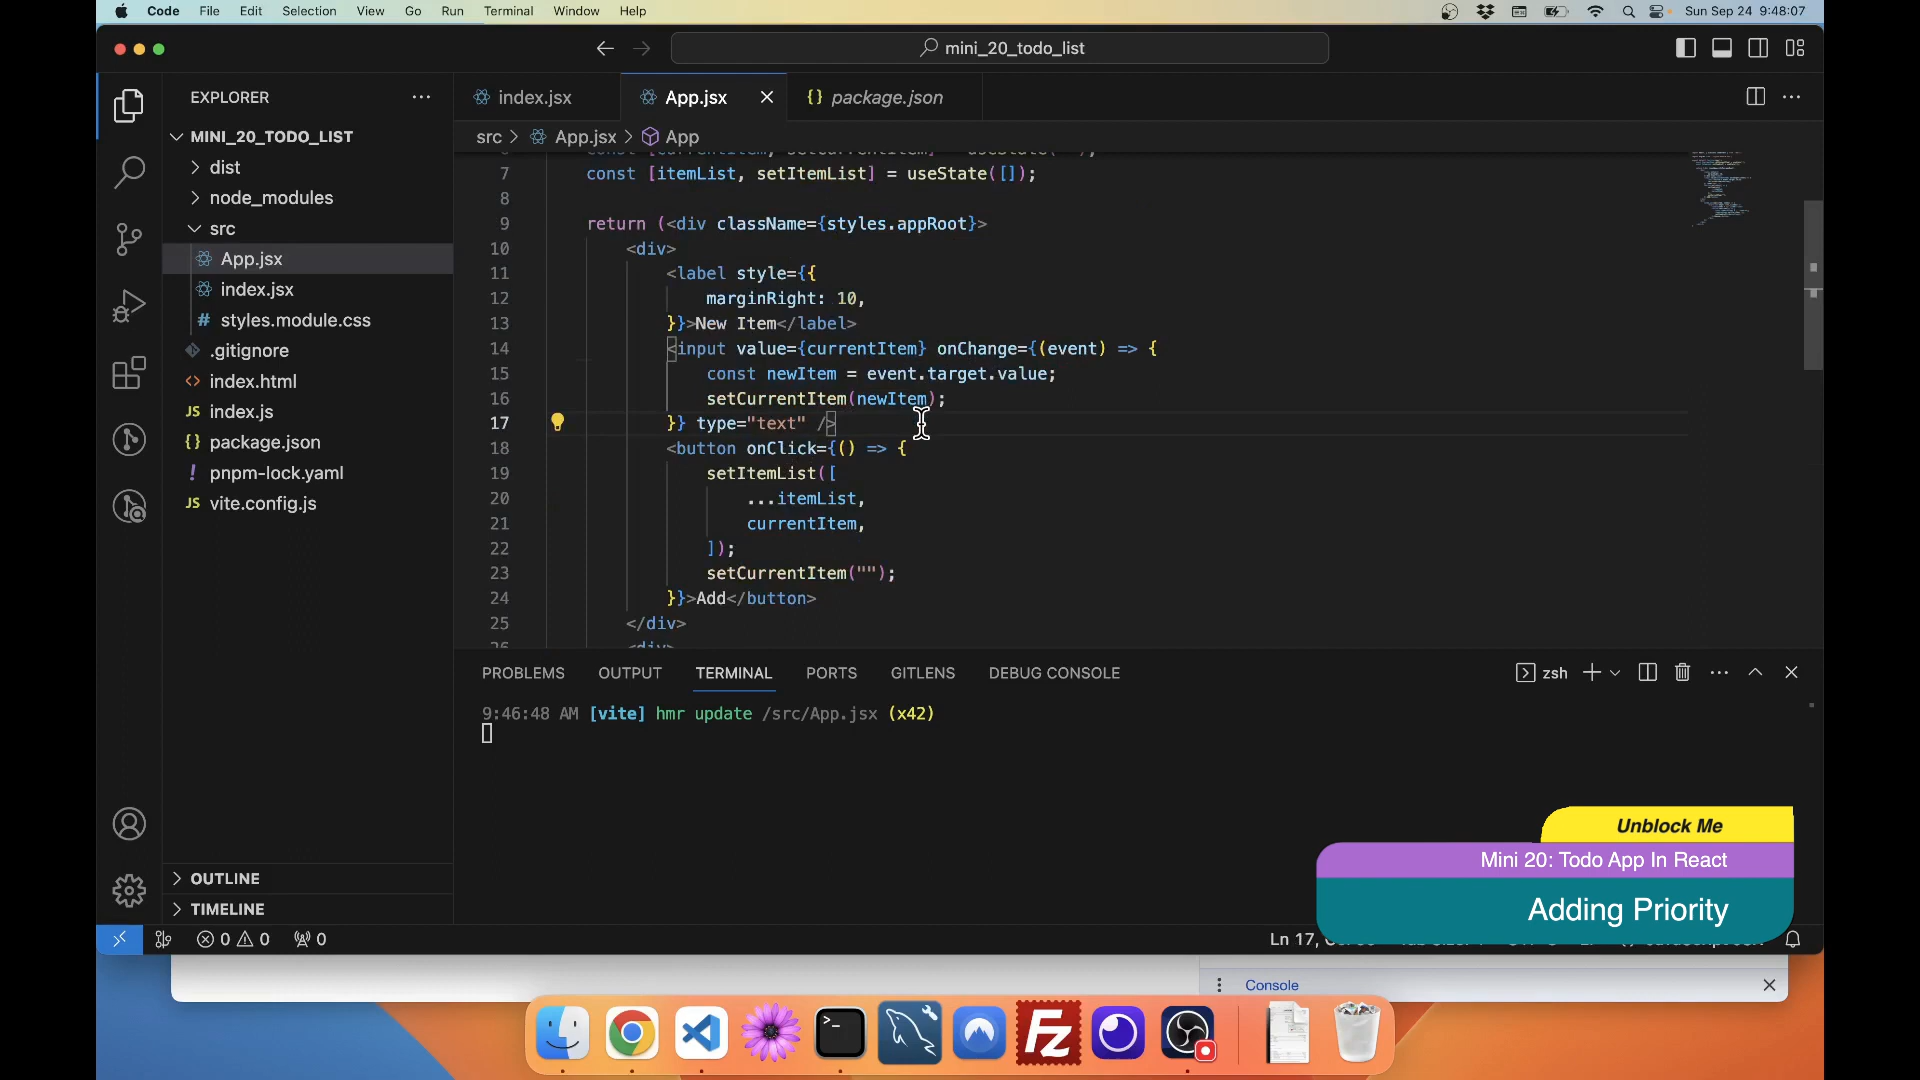 Code File Edit Selection View Go Run Terminal Window Help Sun Sep 24 9:48:07
mini_20_todo_list
EXPLORER
index.jsx App.jsx package.json
src > App.jsx > App
MINI_20_TODO_LIST
dist
node_modules
src
App.jsx
index.jsx
styles.module.css
.gitignore
index.html
JS index.js
package.json
pnpm-lock.yaml
JS vite.config.js
OUTLINE
TIMELINE
7 const [itemList, setItemList] = useState([]);
8
9 return (<div className={styles.appRoot}>
10 <div>
11 <label style={{
12 marginRight: 10,
13 }}>New Item</label>
14 <input value={currentItem} onChange={(event) => {
15 const newItem = event.target.value;
16 setCurrentItem(newItem);
17 }} type="text" />
18 <button onClick={() => {
19 setItemList([
20 ...itemList,
21 currentItem,
22 ]);
23 setCurrentItem("");
24 }}>Add</button>
25 </div>
PROBLEMS OUTPUT TERMINAL PORTS GITLENS DEBUG CONSOLE zsh
9:46:48 AM [vite] hmr update /src/App.jsx (x42)
Unblock Me
Mini 20: Todo App In React
Adding Priority
0 0 0 Ln 17,
Console
Fz